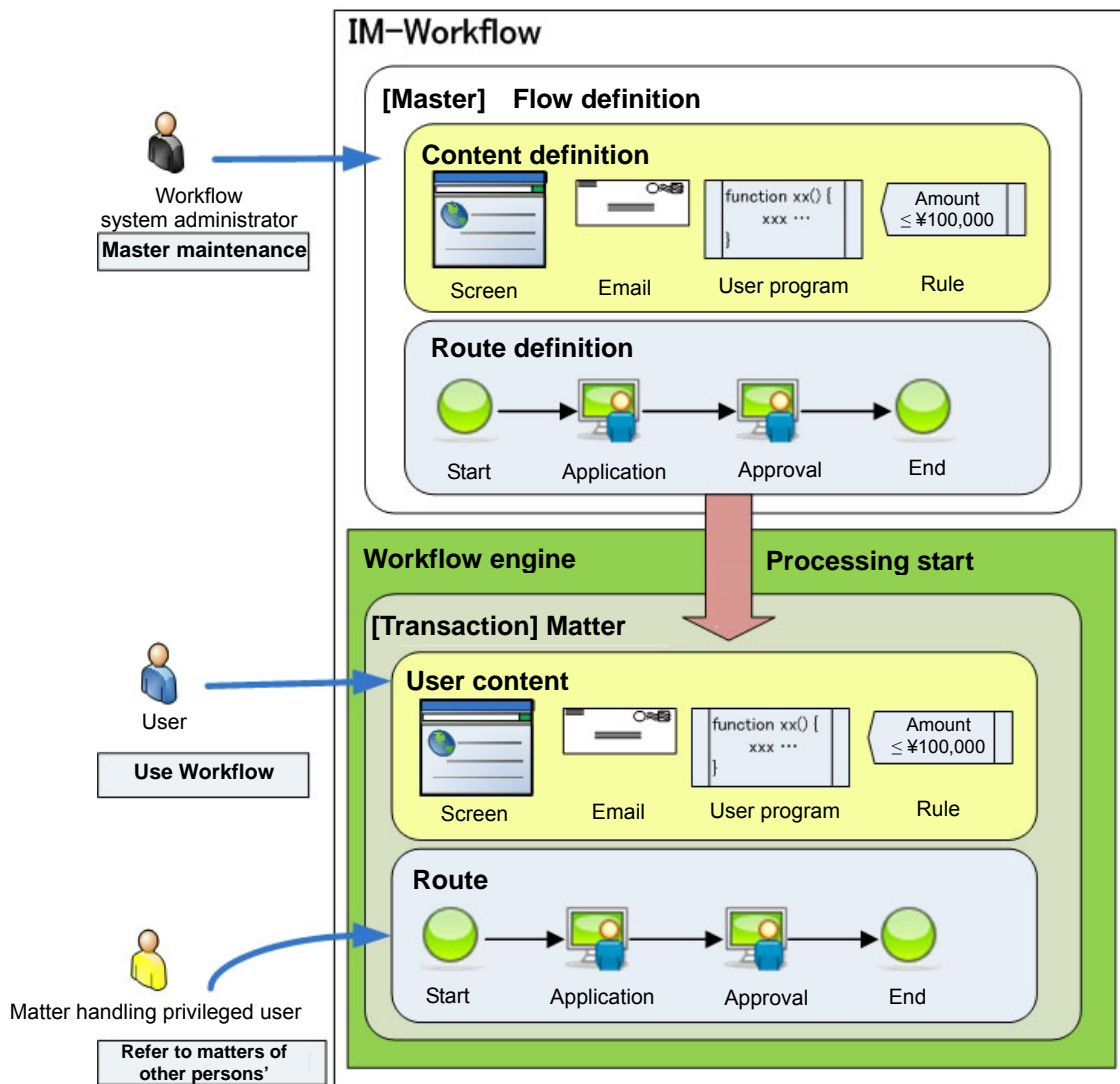 IM-Workflow
[Master] Flow definition
Content definition
function xx() {
xxx …
}
Amount
≤ ¥100,000
Screen
Email
User program
Rule
Workflow
system administrator
Master maintenance
Route definition
Start
Application
Approval
End
Workflow engine
Processing start
[Transaction] Matter
User content
function xx() {
xxx …
}
Amount
≤ ¥100,000
Screen
Email
User program
Rule
User
Use Workflow
Route
Start
Application
Approval
End
Matter handling privileged user
Refer to matters of
other persons’